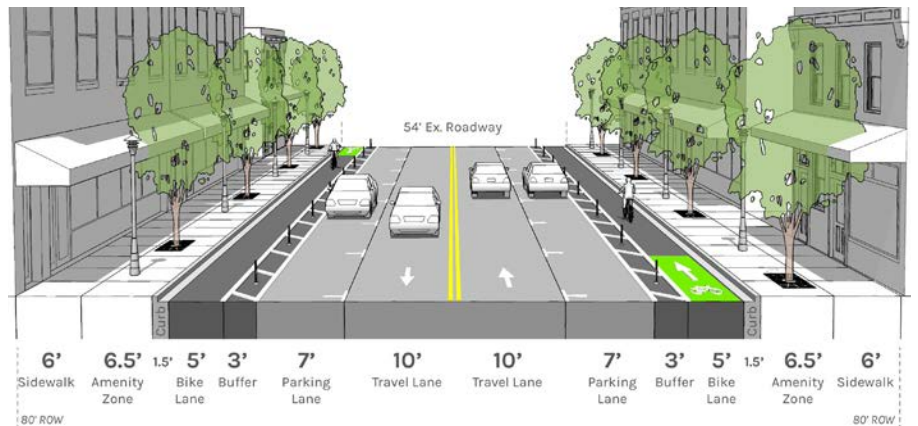 54' Ex. Roadway
Curb
Curb
6' 6.5' 1.5' 5' 3' 7' 10' 10' 7' 3' 5' 1.5' 6.5' 6'
Sidewalk Amenity Zone Bike Lane Buffer Parking Lane Travel Lane Travel Lane Parking Lane Buffer Bike Lane Amenity Zone Sidewalk
80' ROW 80' ROW